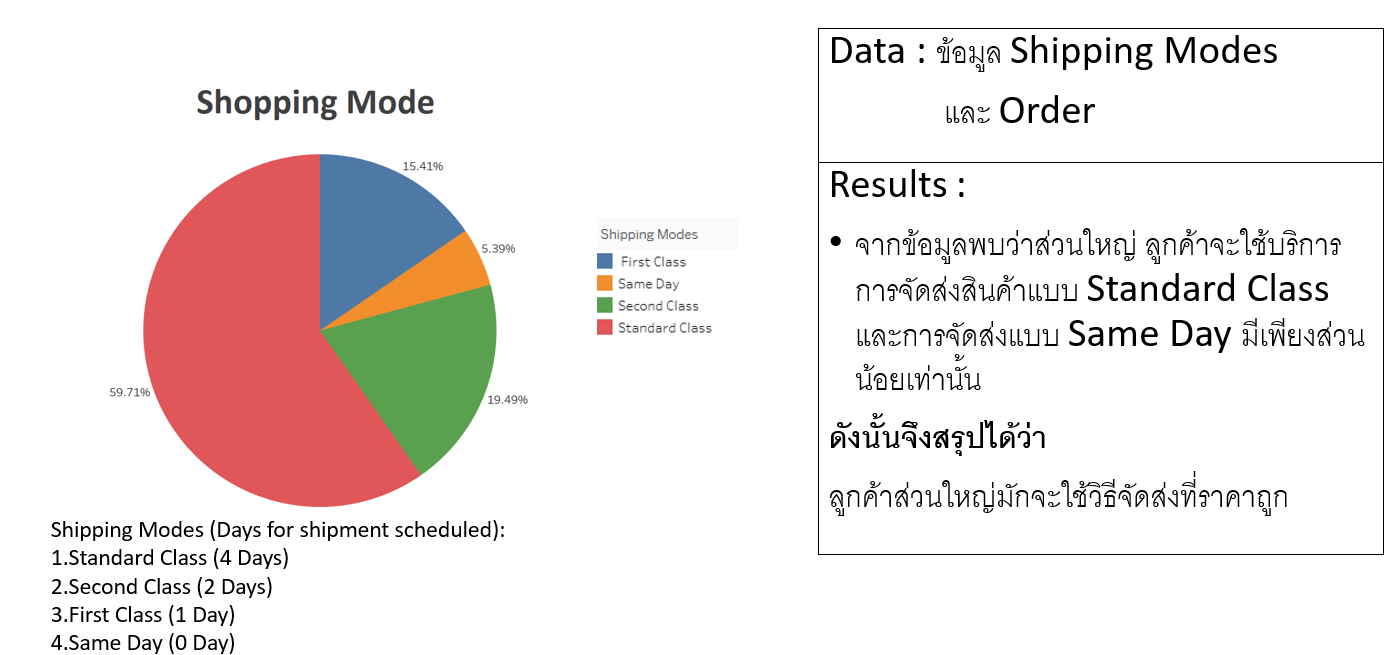 Shopping Mode
15.41%
5.39%
19.49%
59.71%
Shipping Modes
First Class
Same Day
Second Class
Standard Class
Shipping Modes (Days for shipment scheduled):
1.Standard Class (4 Days)
2.Second Class (2 Days)
3.First Class (1 Day)
4.Same Day (0 Day)
Data : ข้อมูล Shipping Modes
และ Order
Results :
• จากข้อมูลพบว่าส่วนใหญ่ ลูกค้าจะใช้บริการ
การจัดส่งสินค้าแบบ Standard Class
และการจัดส่งแบบ Same Day มีเพียงส่วน
น้อยเท่านั้น
ดังนั้นจึงสรุปได้ว่า
ลูกค้าส่วนใหญ่มักจะใช้วิธีจัดส่งที่ราคาถูก